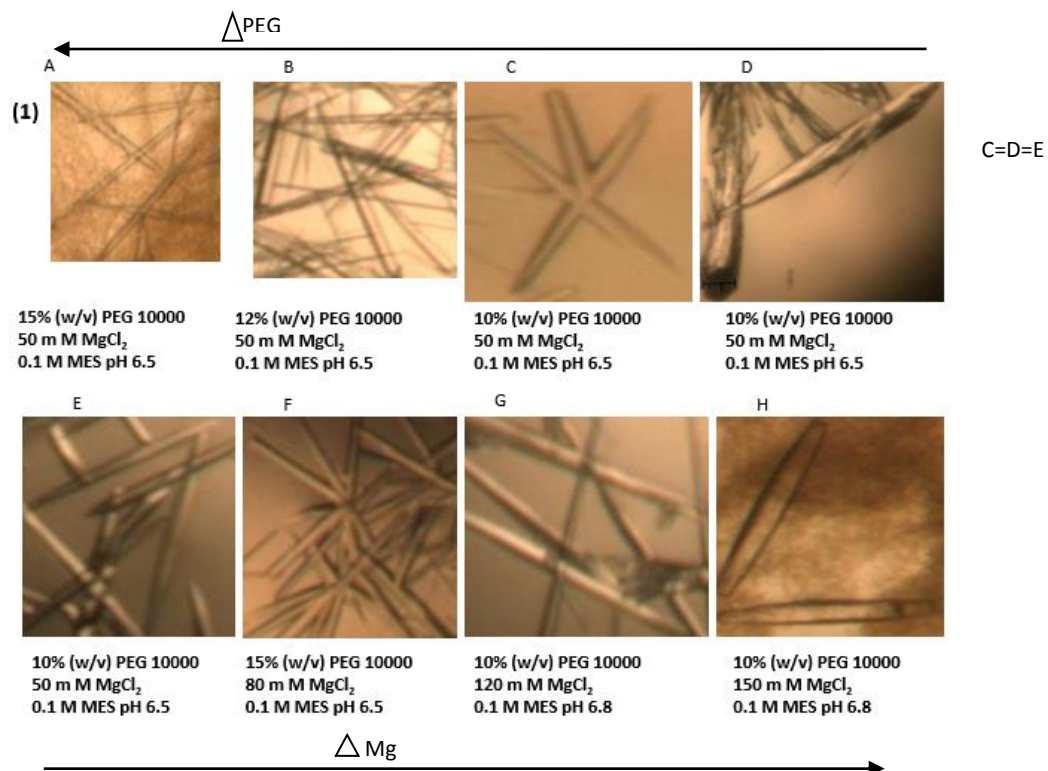 △PEG
A B C D
(1)
C=D=E
15% (w/v) PEG 10000
50 m M MgCl₂
0.1 M MES pH 6.5
12% (w/v) PEG 10000
50 m M MgCl₂
0.1 M MES pH 6.5
10% (w/v) PEG 10000
50 m M MgCl₂
0.1 M MES pH 6.5
10% (w/v) PEG 10000
50 m M MgCl₂
0.1 M MES pH 6.5
E F G H
10% (w/v) PEG 10000
50 m M MgCl₂
0.1 M MES pH 6.5
15% (w/v) PEG 10000
80 m M MgCl₂
0.1 M MES pH 6.5
10% (w/v) PEG 10000
120 m M MgCl₂
0.1 M MES pH 6.8
10% (w/v) PEG 10000
150 m M MgCl₂
0.1 M MES pH 6.8
△ Mg